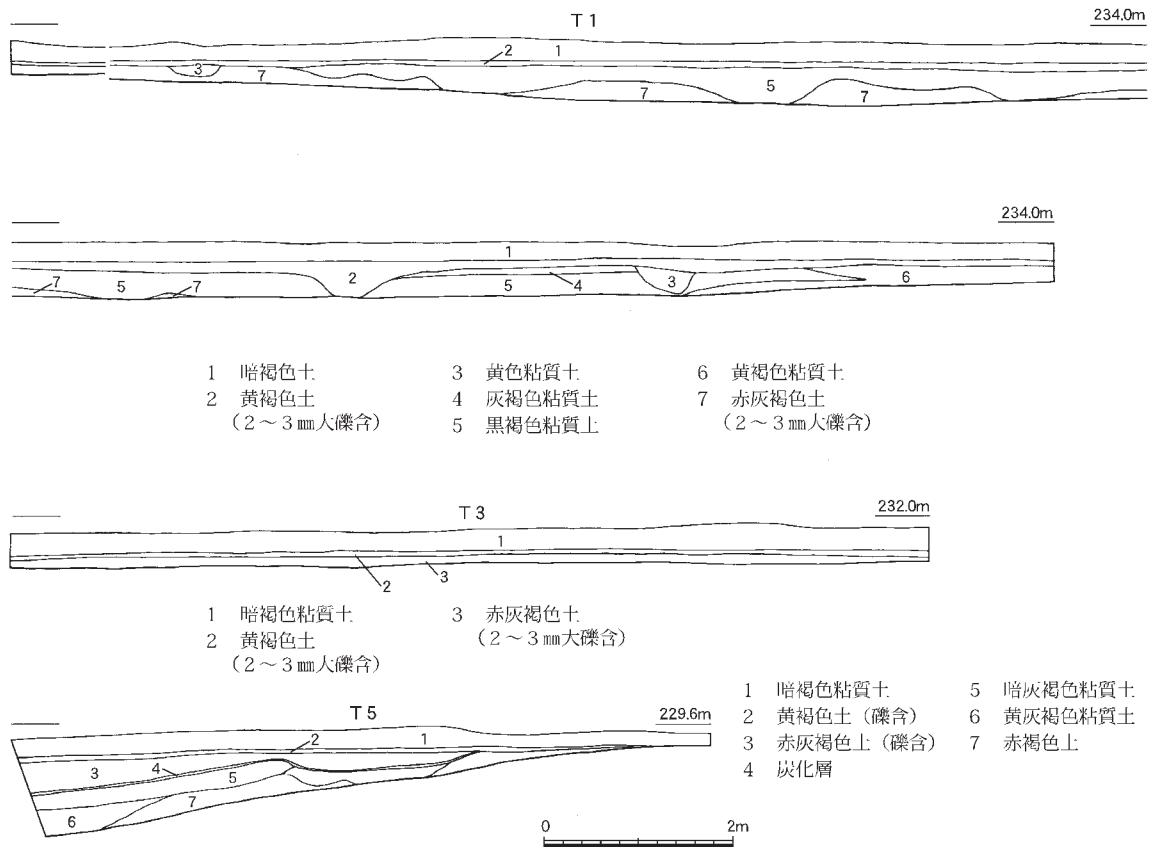 T1
234.0m
2 1
3 7 7 5 7
234.0m
1
7 5 7 2 5 4 3 6
1 暗褐色土
2 黄褐色土
（2～3㎜大礫含）
3 黄色粘質土
4 灰褐色粘質土
5 黒褐色粘質土
6 黄褐色粘質土
7 赤灰褐色土
（2～3㎜大礫含）
T3
232.0m
1
2 3
1 暗褐色粘質土
2 黄褐色土
（2～3㎜大礫含）
3 赤灰褐色土
（2～3㎜大礫含）
T5
229.6m
2 1
3 4 5
7
6
1 暗褐色粘質土
2 黄褐色土（礫含）
3 赤灰褐色土（礫含）
4 炭化層
5 暗灰褐色粘質土
6 黄灰褐色粘質土
7 赤褐色土
0 2m